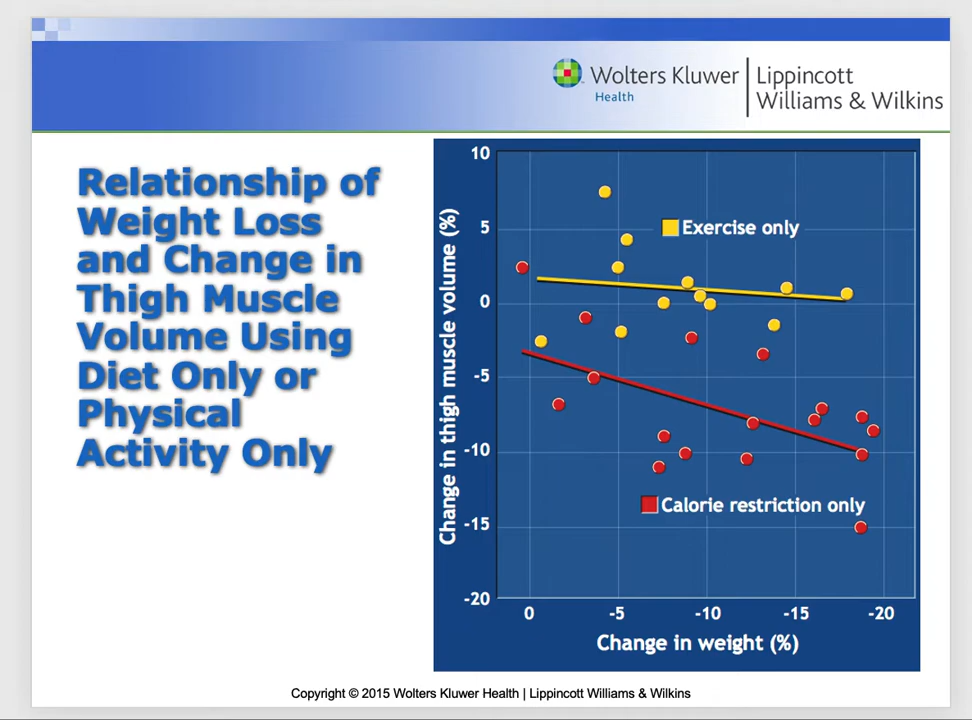 Wolters Kluwer
Health
Lippincott
Williams & Wilkins
Relationship of
Weight Loss
and Change in
Thigh Muscle
Volume Using
Diet Only or
Physical
Activity Only
Change in thigh muscle volume (%)
10
5
0
-5
-10
-15
-20
Exercise only
Calorie restriction only
0 -5 -10 -15 -20
Change in weight (%)
Copyright © 2015 Wolters Kluwer Health | Lippincott Williams & Wilkins